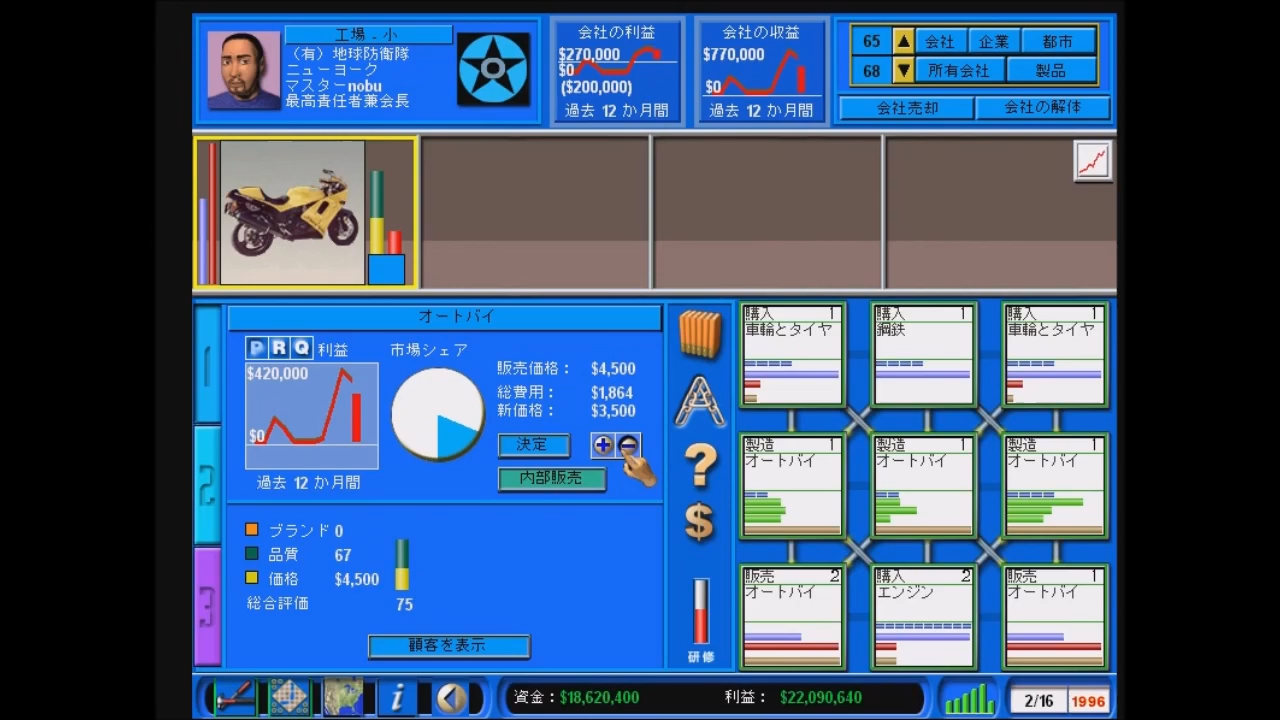 工場 - 小
（有）地球防衛隊
ニューヨーク
マスターnobu
最高責任者兼会長
会社の利益
$270,000
$0
($200,000)
過去 12 か月間
会社の収益
$770,000
$0
過去 12 か月間
65 会社 企業 都市
68 所有会社 製品
会社売却 会社の解体
オートバイ
P R Q 利益
$420,000
$0
過去 12 か月間
市場シェア
販売価格： $4,500
総費用： $1,864
新価格： $3,500
決定
内部販売
ブランド 0
品質 67
価格 $4,500
総合評価 75
顧客を表示
1
2
3
A
?
$
研修
購入 1
車輪とタイヤ
購入 1
鋼鉄
購入 1
車輪とタイヤ
製造 1
オートバイ
製造 1
オートバイ
製造 1
オートバイ
販売 2
オートバイ
購入 2
エンジン
販売 1
オートバイ
i
資金：$18,620,400 利益： $22,090,640
2/16 1996